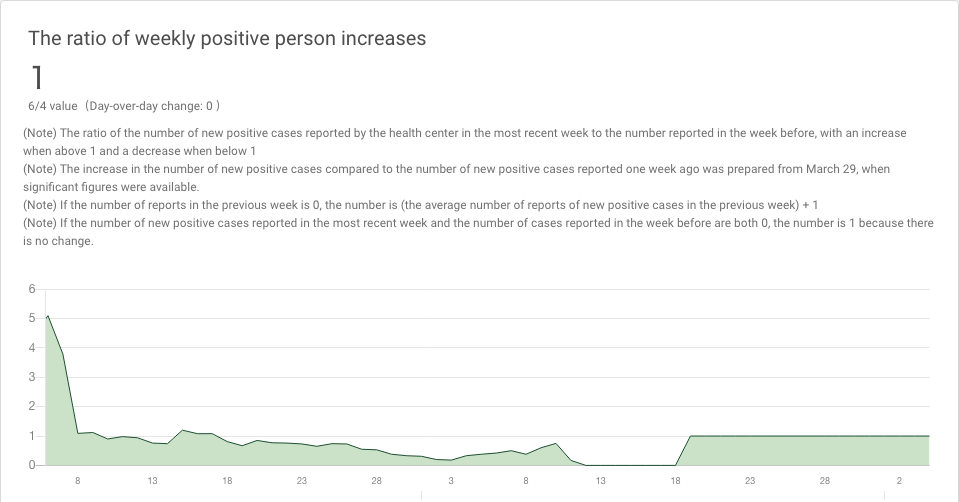 The ratio of weekly positive person increases
1
6/4 value （Day-over-day change: 0 ）
(Note) The ratio of the number of new positive cases reported by the health center in the most recent week to the number reported in the week before, with an increase
when above 1 and a decrease when below 1
(Note) The increase in the number of new positive cases compared to the number of new positive cases reported one week ago was prepared from March 29, when
significant figures were available.
(Note) If the number of reports in the previous week is 0, the number is (the average number of reports of new positive cases in the previous week) + 1
(Note) If the number of new positive cases reported in the most recent week and the number of cases reported in the week before are both 0, the number is 1 because there
is no change.
6
5
4
3
2
1
0
8 13 18 23 28 3 8 13 18 23 28 2